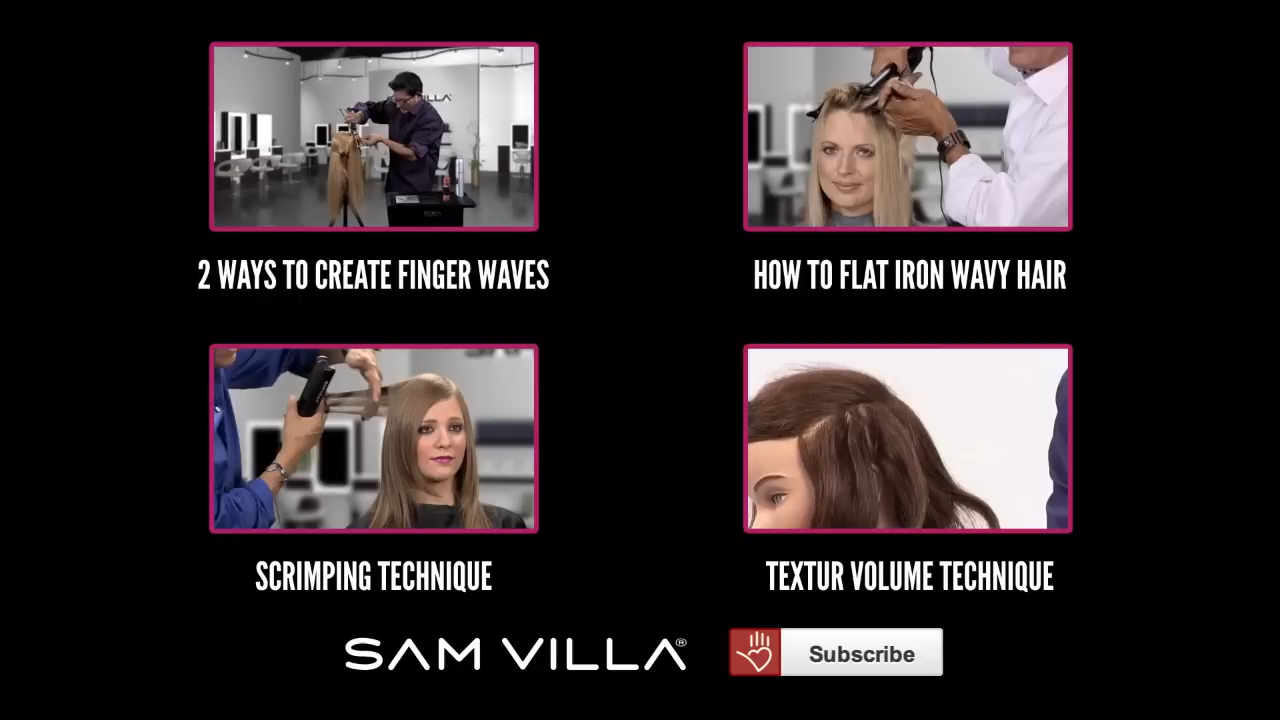 2 WAYS TO CREATE FINGER WAVES
HOW TO FLAT IRON WAVY HAIR
SCRIMPING TECHNIQUE
TEXTUR VOLUME TECHNIQUE
SAM VILLA®
Subscribe